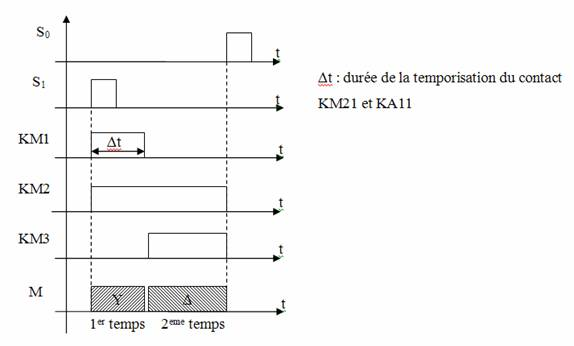 S0
t
Δt : durée de la temporisation du contact
KM21 et KA11
S1
t
KM1
Δt
t
KM2
t
KM3
t
M
Y
Δ
t
1er temps
2eme temps